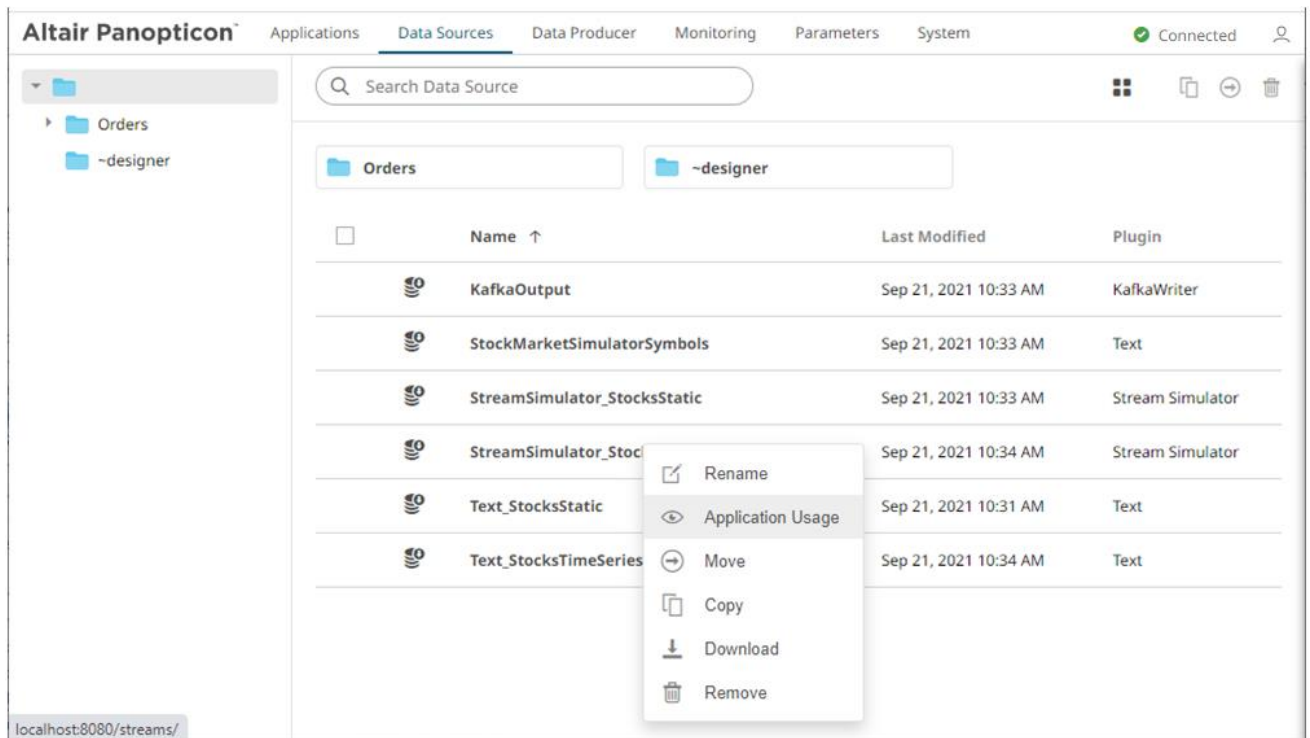 Altair Panopticon™ Applications Data Sources Data Producer Monitoring Parameters System Connected
Search Data Source
Orders
~designer
Orders ~designer
Name ↑ Last Modified Plugin
KafkaOutput Sep 21, 2021 10:33 AM KafkaWriter
StockMarketSimulatorSymbols Sep 21, 2021 10:33 AM Text
StreamSimulator_StocksStatic Sep 21, 2021 10:33 AM Stream Simulator
StreamSimulator_Stoc Sep 21, 2021 10:34 AM Stream Simulator
Rename
Text_StocksStatic Sep 21, 2021 10:31 AM Text
Application Usage
Text_StocksTimeSeries Sep 21, 2021 10:34 AM Text
Move
Copy
Download
Remove
localhost:8080/streams/